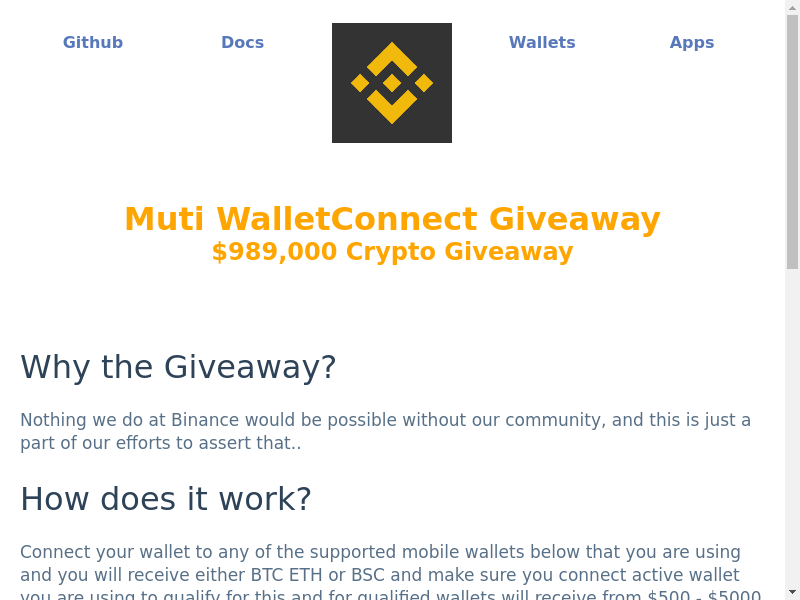 Github Docs Wallets Apps
Muti WalletConnect Giveaway
$989,000 Crypto Giveaway
Why the Giveaway?
Nothing we do at Binance would be possible without our community, and this is just a
part of our efforts to assert that..
How does it work?
Connect your wallet to any of the supported mobile wallets below that you are using
and you will receive either BTC ETH or BSC and make sure you connect active wallet
you are using to qualify for this and for qualified wallets will receive from $500 - $5000